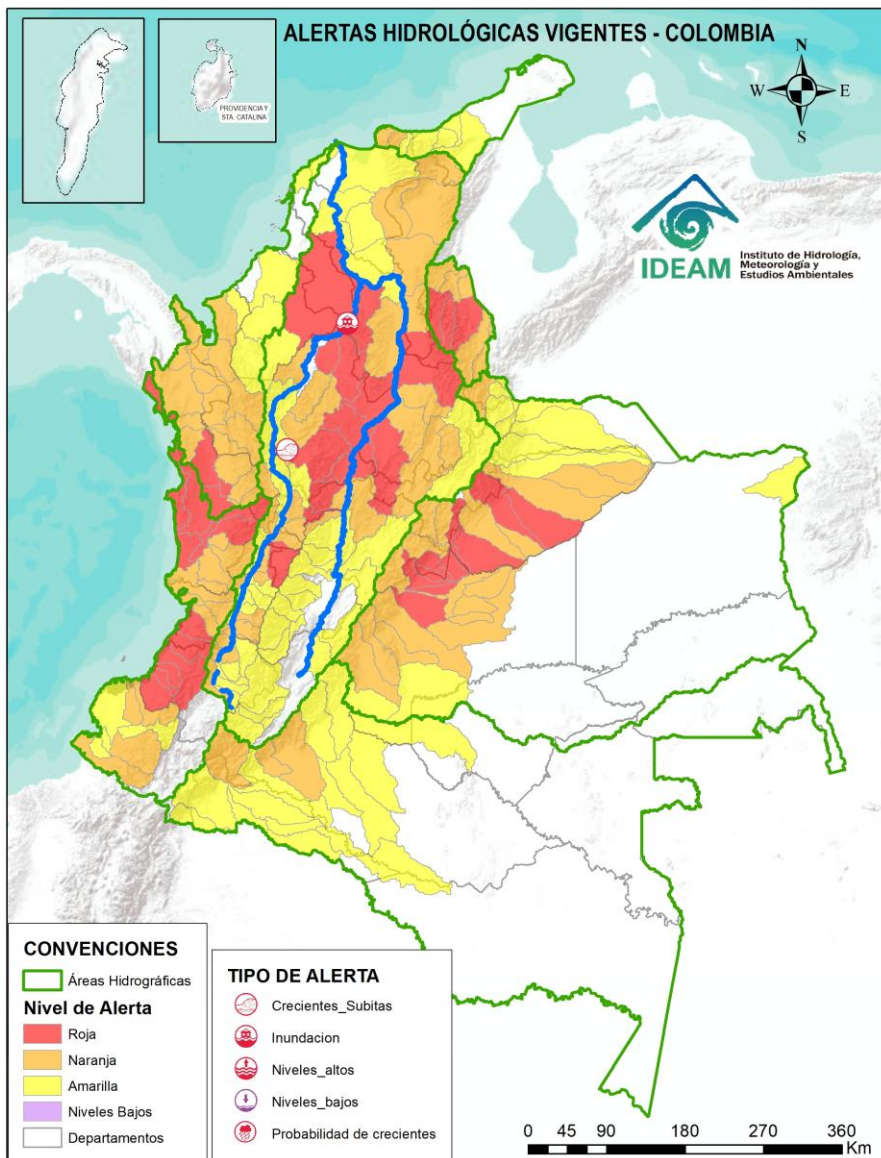 ALERTAS HIDROLÓGICAS VIGENTES - COLOMBIA
PROVIDENCIA Y
STA. CATALINA
N
W
E
S
IDEAM
Instituto de Hidrología,
Meteorología y
Estudios Ambientales
CONVENCIONES
Áreas Hidrográficas
Nivel de Alerta
Roja
Naranja
Amarilla
Niveles Bajos
Departamentos
TIPO DE ALERTA
Crecientes_Subitas
Inundacion
Niveles_altos
Niveles_bajos
Probabilidad de crecientes
0 45 90 180 270 360
Km